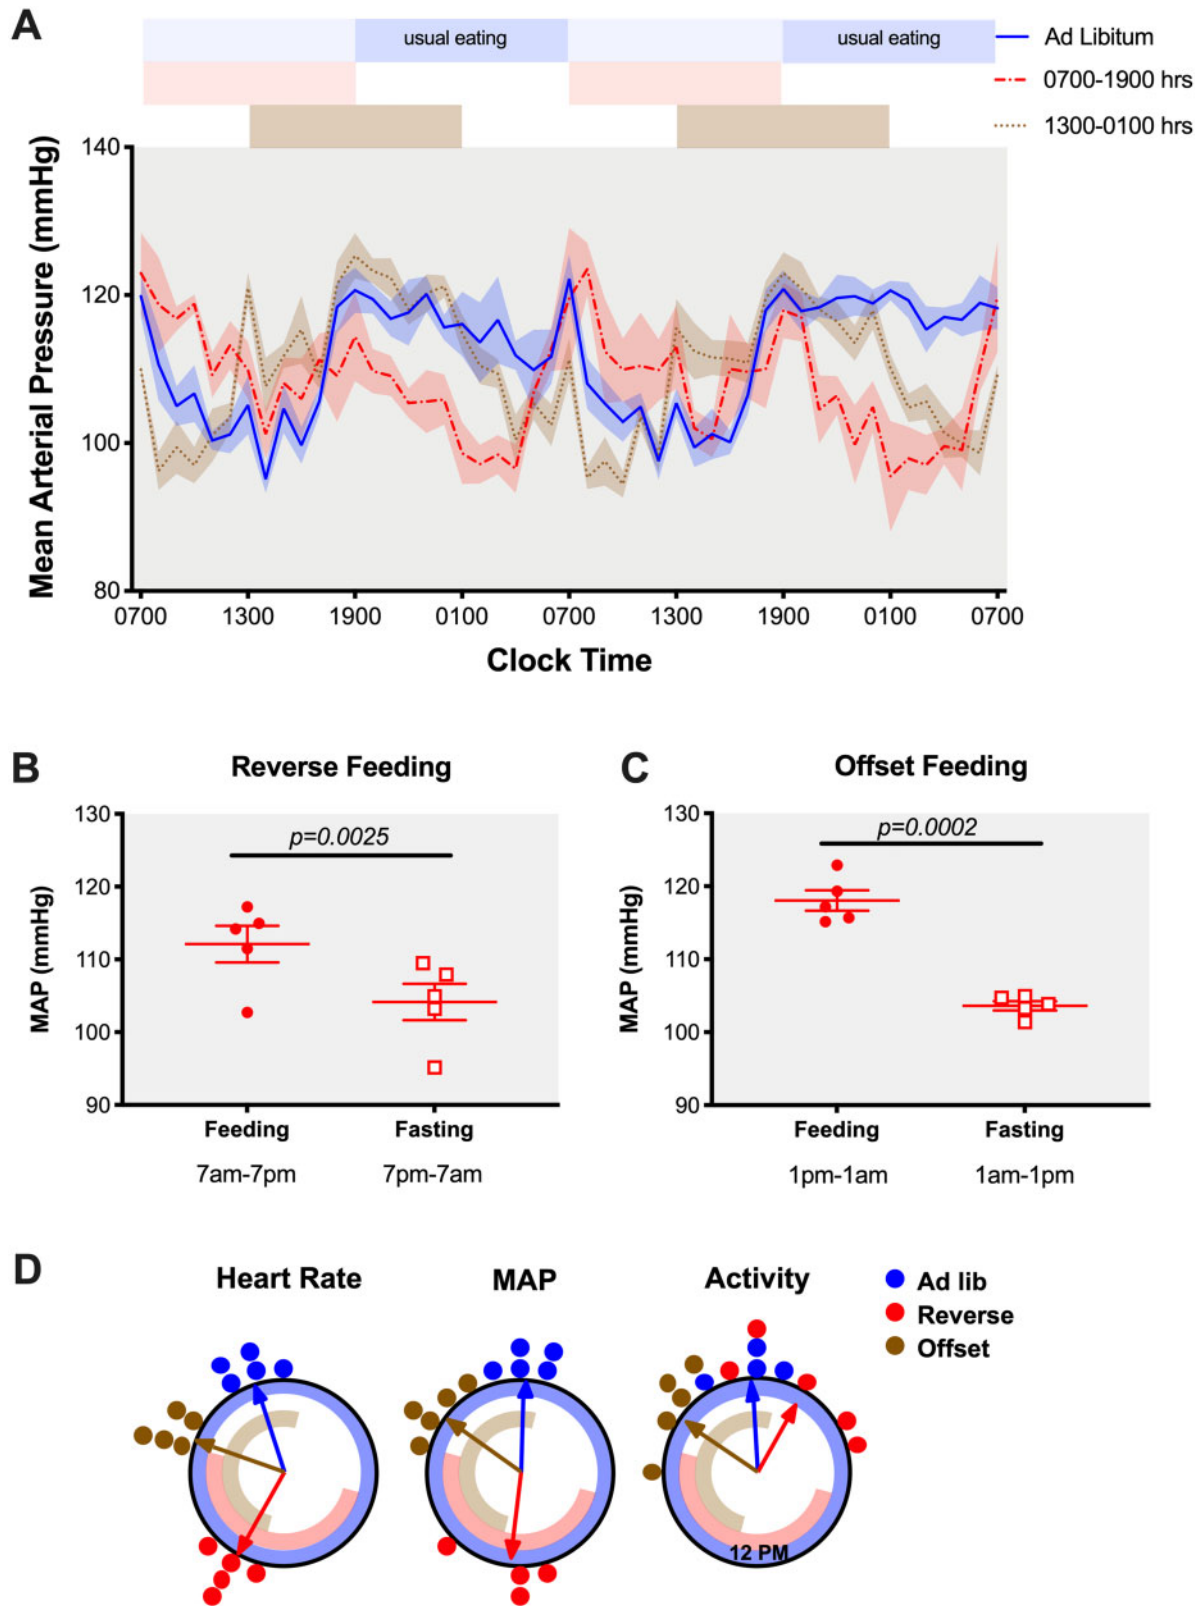 A
usual eating
usual eating
Ad Libitum
0700-1900 hrs
1300-0100 hrs
Mean Arterial Pressure (mmHg)
140
120
100
80
0700
1300
1900
0100
0700
1300
1900
0100
0700
Clock Time
B
Reverse Feeding
MAP (mmHg)
130
120
110
100
90
p=0.0025
Feeding
Fasting
7am-7pm
7pm-7am
C
Offset Feeding
MAP (mmHg)
130
120
110
100
90
p=0.0002
Feeding
Fasting
1pm-1am
1am-1pm
D
Heart Rate
MAP
Activity
Ad lib
Reverse
Offset
12 PM